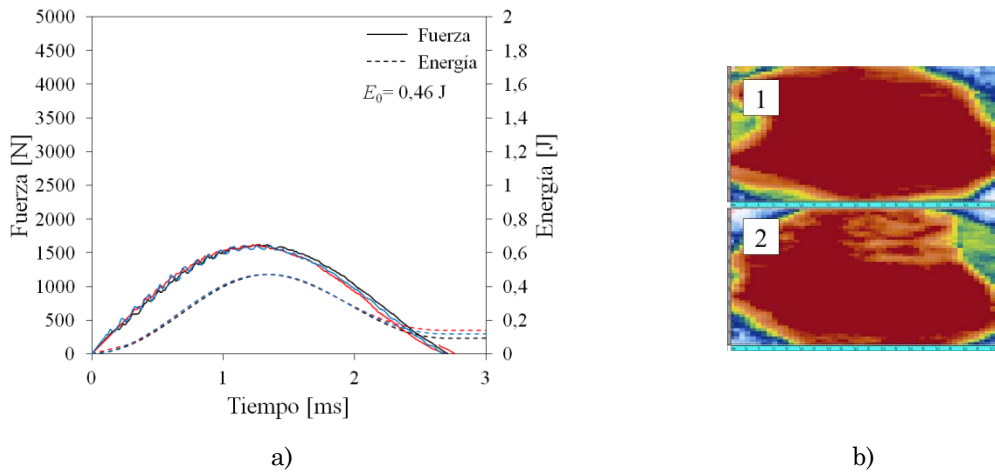 5000
4500
4000
3500
3000
2500
2000
1500
1000
500
0
Fuerza [N]
0 1 2 3
Tiempo [ms]
2
1,8
1,6
1,4
1,2
1
0,8
0,6
0,4
0,2
0
Energía [J]
Fuerza
Energía
E0= 0,46 J
a)
1
2
b)